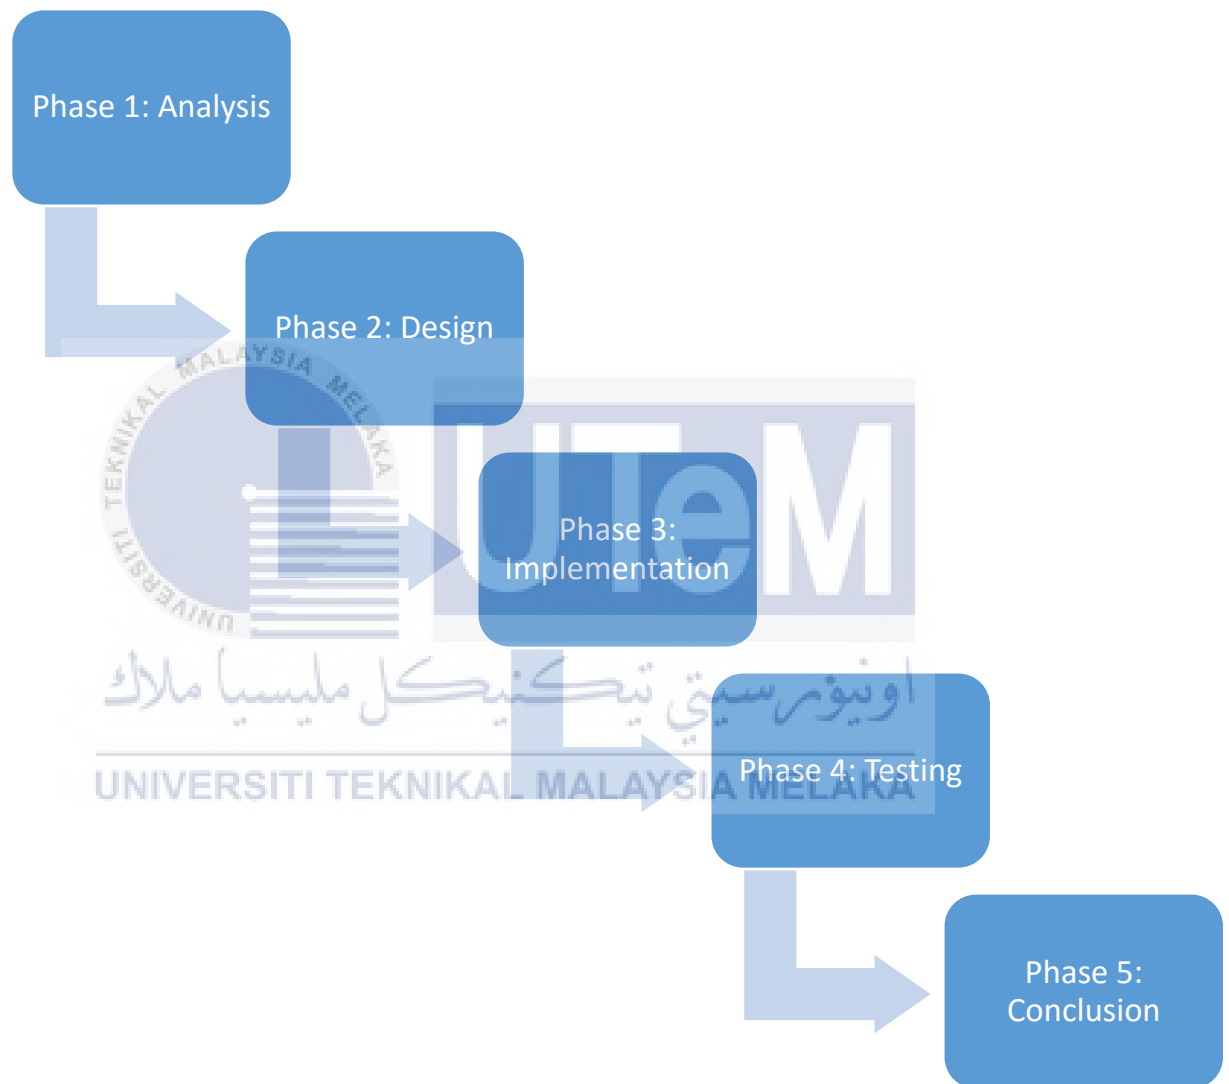 Phase 1: Analysis
Phase 2: Design
UNIVERSITI TEKNIKAL MALAYSIA MELAKA
UTeM
Phase 3:
Implementation
اونيۏرسيتي تيكنيكل مليسيا ملاك
UNIVERSITI TEKNIKAL MALAYSIA MELAKA
Phase 4: Testing
Phase 5:
Conclusion